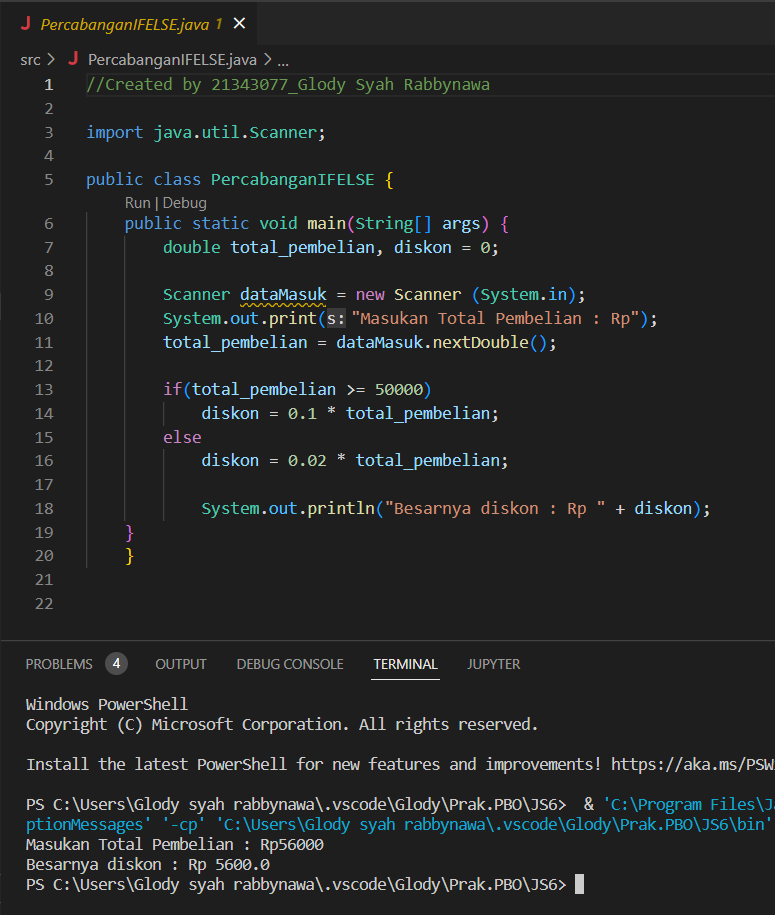 J PercabanganIFELSE.java 1 ×
src > J PercabanganIFELSE.java > ...
1 //Created by 21343077_Glody Syah Rabbynawa
2
3 import java.util.Scanner;
4
5 public class PercabanganIFELSE {
Run | Debug
6 public static void main(String[] args) {
7 double total_pembelian, diskon = 0;
8
9 Scanner dataMasuk = new Scanner (System.in);
10 System.out.print(s: "Masukan Total Pembelian : Rp");
11 total_pembelian = dataMasuk.nextDouble();
12
13 if(total_pembelian >= 50000)
14 diskon = 0.1 * total_pembelian;
15 else
16 diskon = 0.02 * total_pembelian;
17
18 System.out.println("Besarnya diskon : Rp " + diskon);
19 }
20 }
21
22
PROBLEMS 4 OUTPUT DEBUG CONSOLE TERMINAL JUPYTER
Windows PowerShell
Copyright (C) Microsoft Corporation. All rights reserved.
Install the latest PowerShell for new features and improvements! https://aka.ms/PSW
PS C:\Users\Glody syah rabbynawa\.vscode\Glody\Prak.PBO\JS6> & 'C:\Program Files\Ja
ptionMessages' '-cp' 'C:\Users\Glody syah rabbynawa\.vscode\Glody\Prak.PBO\JS6\bin'
Masukan Total Pembelian : Rp56000
Besarnya diskon : Rp 5600.0
PS C:\Users\Glody syah rabbynawa\.vscode\Glody\Prak.PBO\JS6>